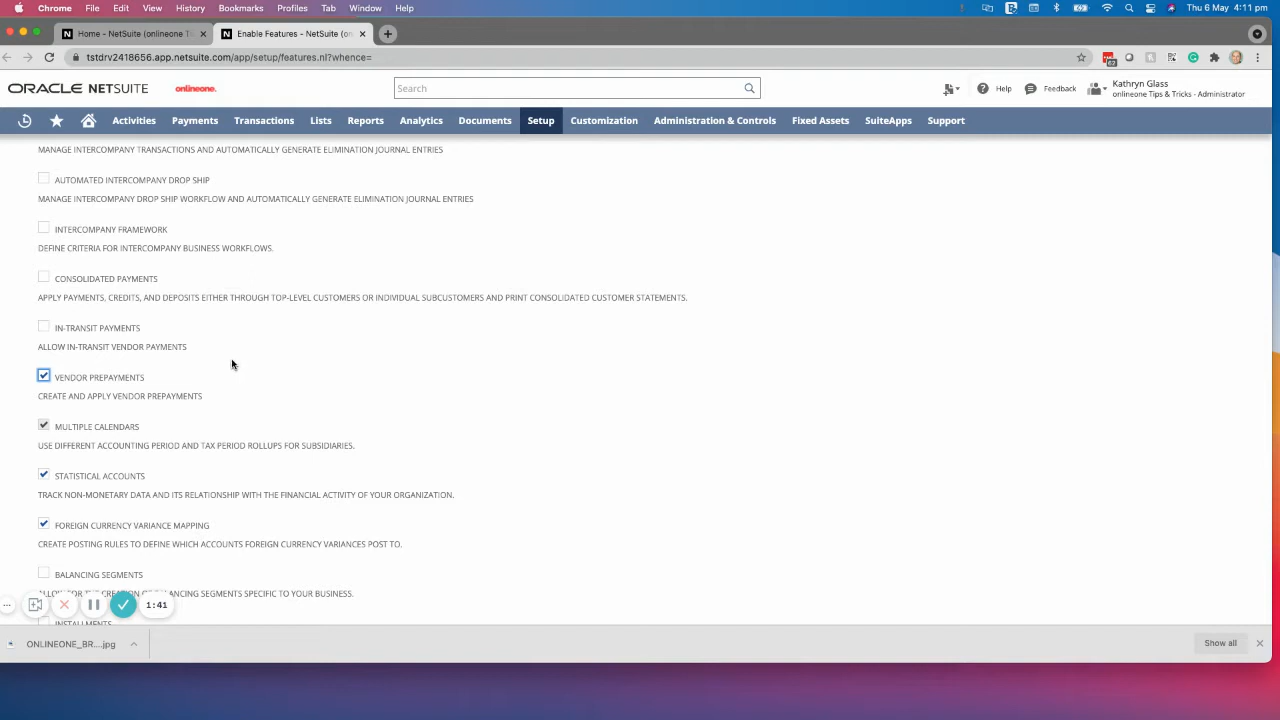 Chrome File Edit View History Bookmarks Profiles Tab Window Help Thu 6 May 4:11 pm
Home - NetSuite (onlineone Ti × Enable Features - NetSuite (on × +
tstdrv2418656.app.netsuite.com/app/setup/features.nl?whence=
ORACLE NETSUITE onlineone. Search Help Feedback Kathryn Glass
onlineone Tips & Tricks - Administrator
Activities Payments Transactions Lists Reports Analytics Documents Setup Customization Administration & Controls Fixed Assets SuiteApps Support
MANAGE INTERCOMPANY TRANSACTIONS AND AUTOMATICALLY GENERATE ELIMINATION JOURNAL ENTRIES
AUTOMATED INTERCOMPANY DROP SHIP
MANAGE INTERCOMPANY DROP SHIP WORKFLOW AND AUTOMATICALLY GENERATE ELIMINATION JOURNAL ENTRIES
INTERCOMPANY FRAMEWORK
DEFINE CRITERIA FOR INTERCOMPANY BUSINESS WORKFLOWS.
CONSOLIDATED PAYMENTS
APPLY PAYMENTS, CREDITS, AND DEPOSITS EITHER THROUGH TOP-LEVEL CUSTOMERS OR INDIVIDUAL SUBCUSTOMERS AND PRINT CONSOLIDATED CUSTOMER STATEMENTS.
IN-TRANSIT PAYMENTS
ALLOW IN-TRANSIT VENDOR PAYMENTS
VENDOR PREPAYMENTS
CREATE AND APPLY VENDOR PREPAYMENTS
MULTIPLE CALENDARS
USE DIFFERENT ACCOUNTING PERIOD AND TAX PERIOD ROLLUPS FOR SUBSIDIARIES.
STATISTICAL ACCOUNTS
TRACK NON-MONETARY DATA AND ITS RELATIONSHIP WITH THE FINANCIAL ACTIVITY OF YOUR ORGANIZATION.
FOREIGN CURRENCY VARIANCE MAPPING
CREATE POSTING RULES TO DEFINE WHICH ACCOUNTS FOREIGN CURRENCY VARIANCES POST TO.
BALANCING SEGMENTS
SEGMENTS SPECIFIC TO YOUR BUSINESS.
1:41
INSTALLMENTS
ONLINEONE_BR....jpg Show all